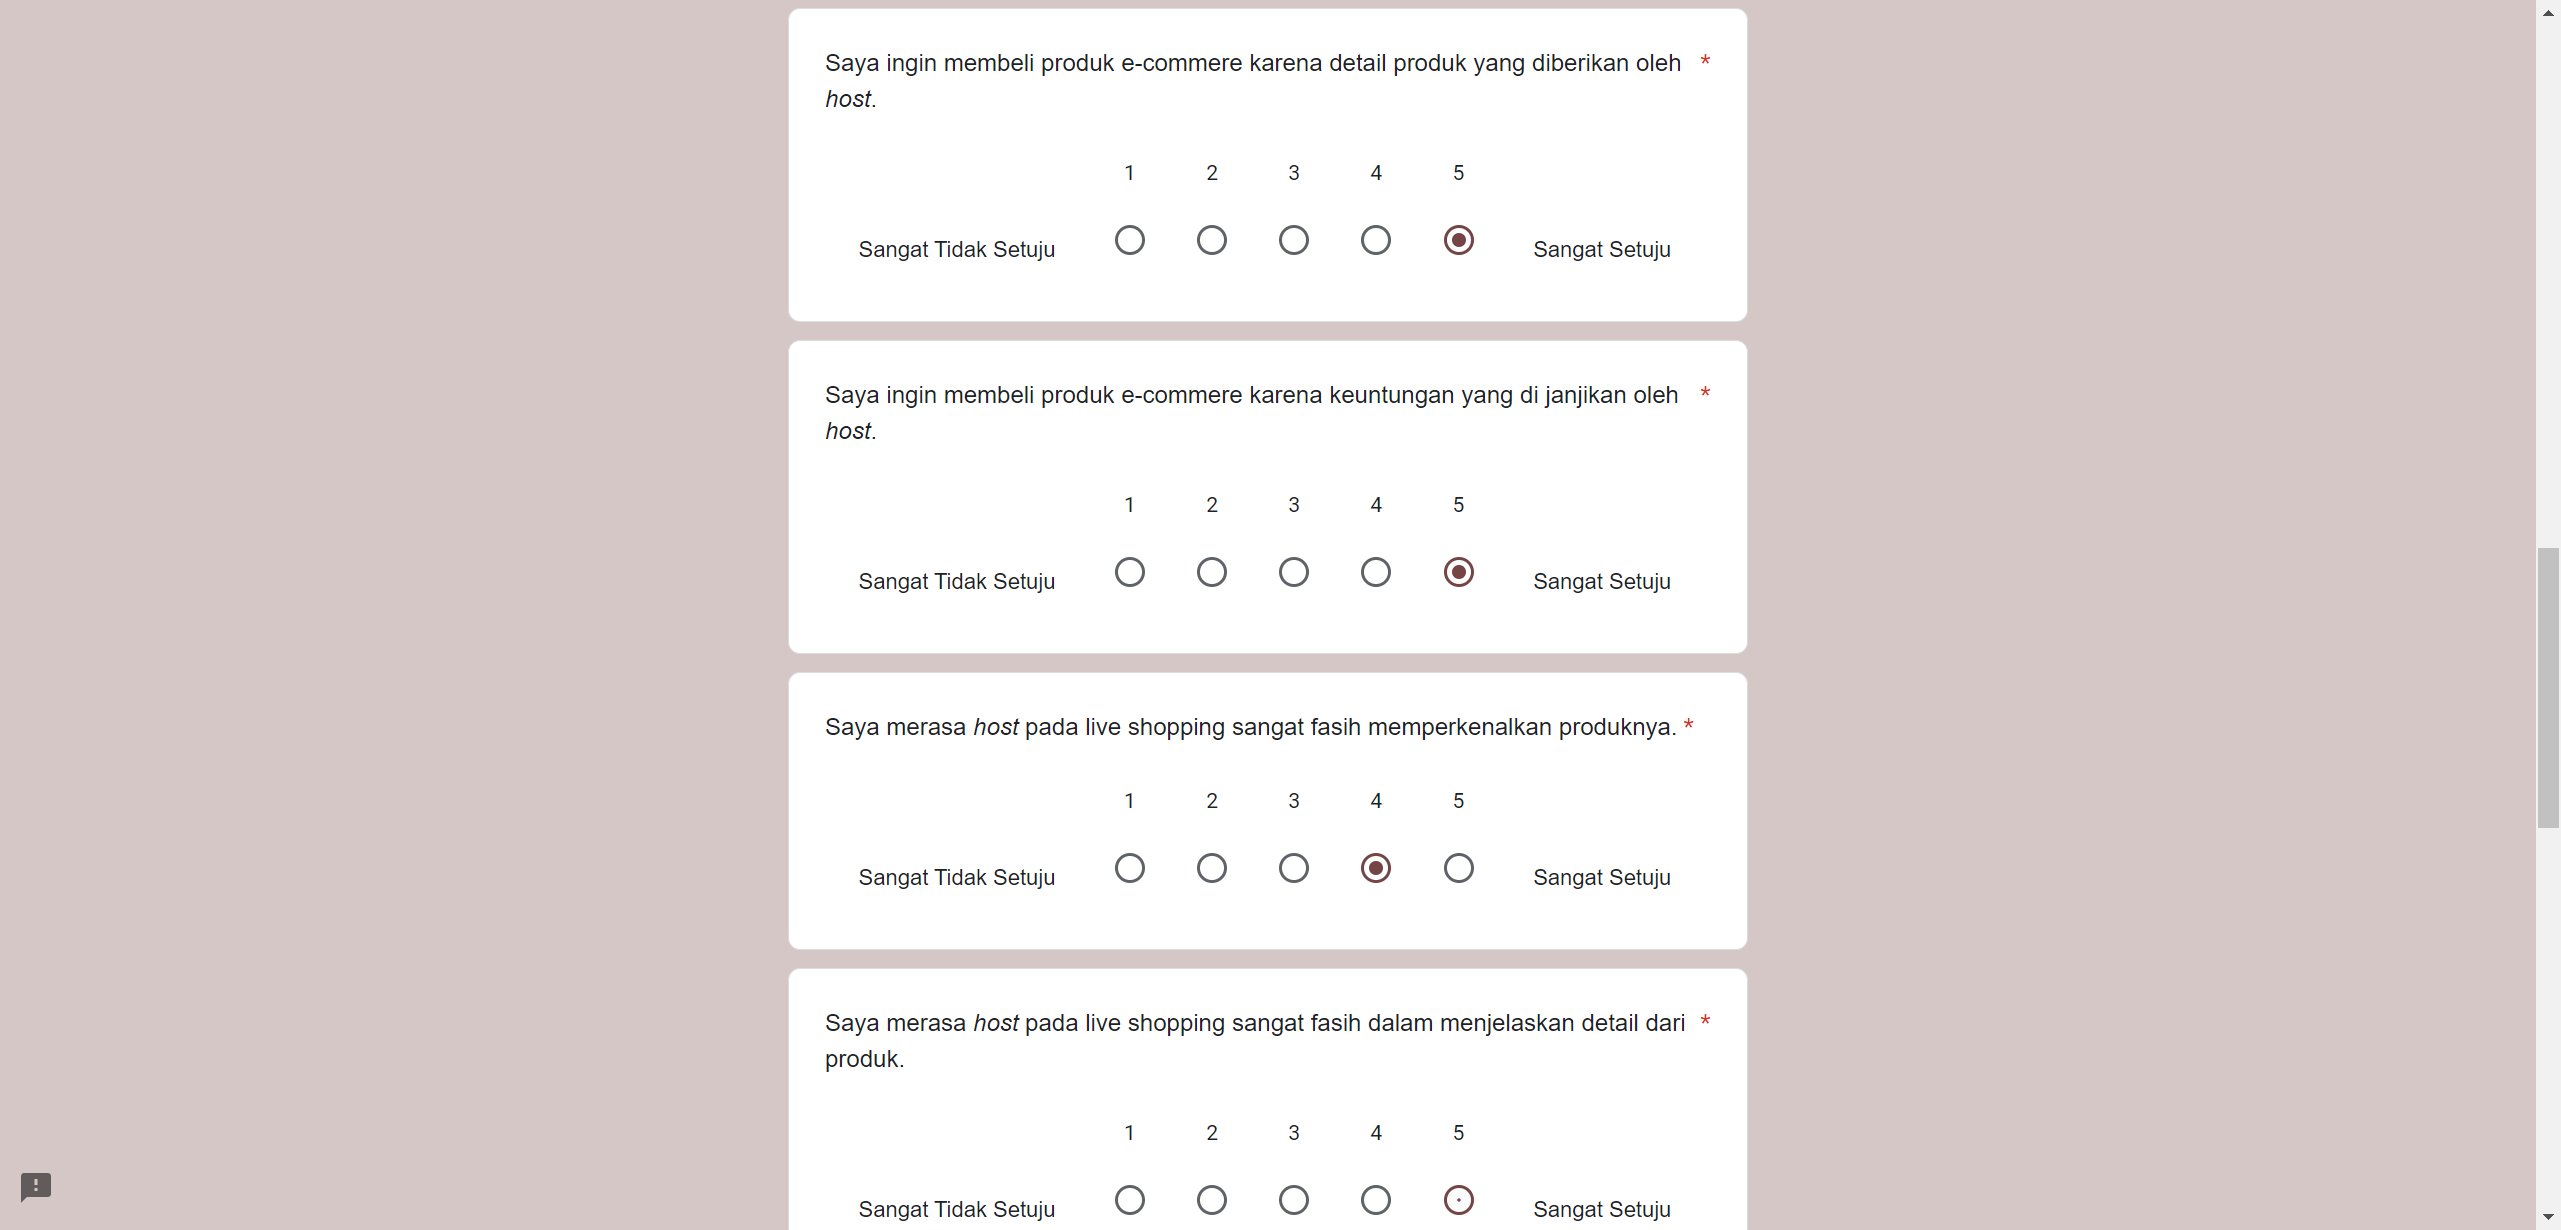 Saya ingin membeli produk e-commere karena detail produk yang diberikan oleh *
host.
1 2 3 4 5
Sangat Tidak Setuju Sangat Setuju
Saya ingin membeli produk e-commere karena keuntungan yang di janjikan oleh *
host.
1 2 3 4 5
Sangat Tidak Setuju Sangat Setuju
Saya merasa host pada live shopping sangat fasih memperkenalkan produknya. *
1 2 3 4 5
Sangat Tidak Setuju Sangat Setuju
Saya merasa host pada live shopping sangat fasih dalam menjelaskan detail dari *
produk.
1 2 3 4 5
Sangat Tidak Setuju Sangat Setuju